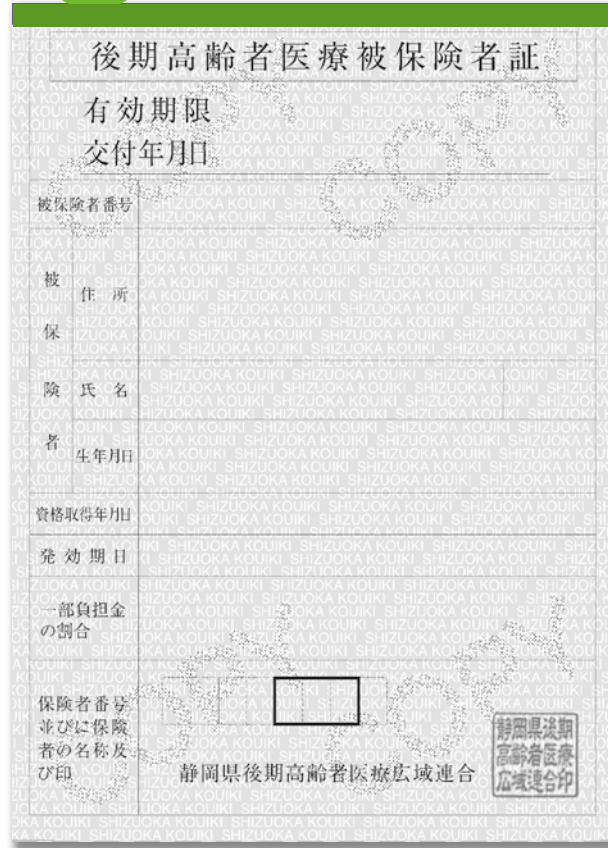 後期高齢者医療被保険者証
有効期限
交付年月日
被保険者番号
被保険者
住所
氏名
生年月日
資格取得年月日
発効期日
一部負担金
の割合
保険者番号
並びに保険
者の名称及
び印
静岡県後期高齢者医療広域連合
静岡県後期
高齢者医療
広域連合印
COPY
COPY
COPY
COPY
SHIZUOKA KOUIKI